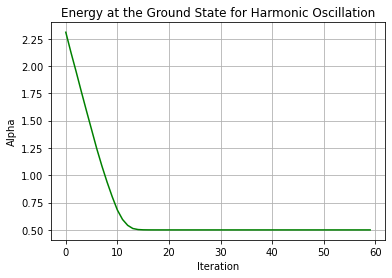 Energy at the Ground State for Harmonic Oscillation
2.25
2.00
1.75
1.50
1.25
1.00
0.75
0.50
Alpha
0 10 20 30 40 50 60
Iteration